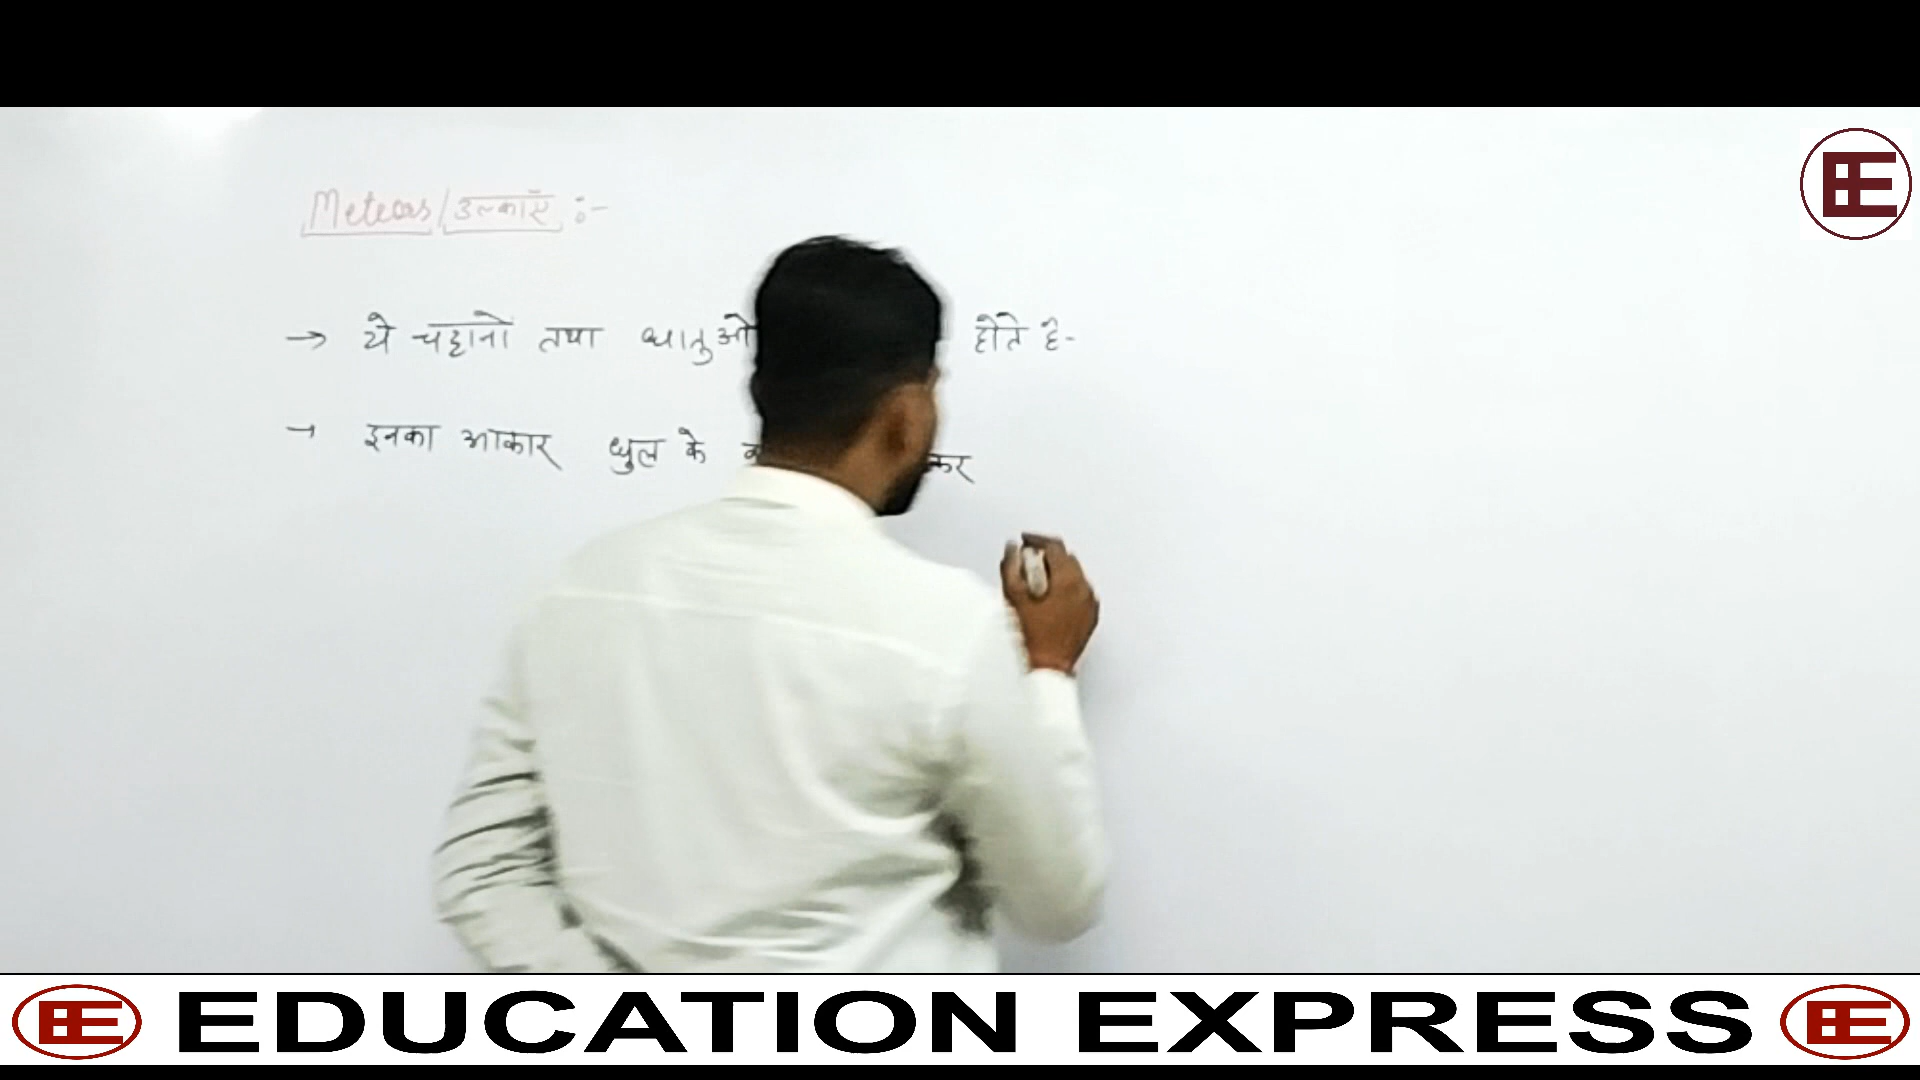 Meteors/उल्काएँ :-
→ ये चट्टानों तथा धातुओ होते है-
→ इनका आकार धुल के कर
EDUCATION EXPRESS